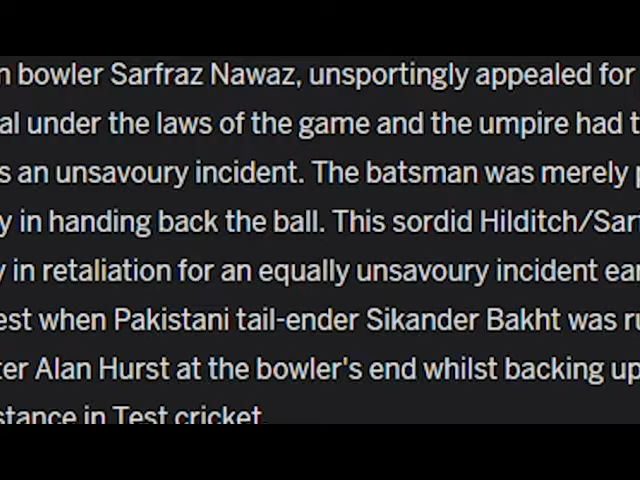 n bowler Sarfraz Nawaz, unsportingly appealed for
al under the laws of the game and the umpire had t
s an unsavoury incident. The batsman was merely p
y in handing back the ball. This sordid Hilditch/Sar
y in retaliation for an equally unsavoury incident ear
est when Pakistani tail-ender Sikander Bakht was ru
ter Alan Hurst at the bowler's end whilst backing up
stance in Test cricket.